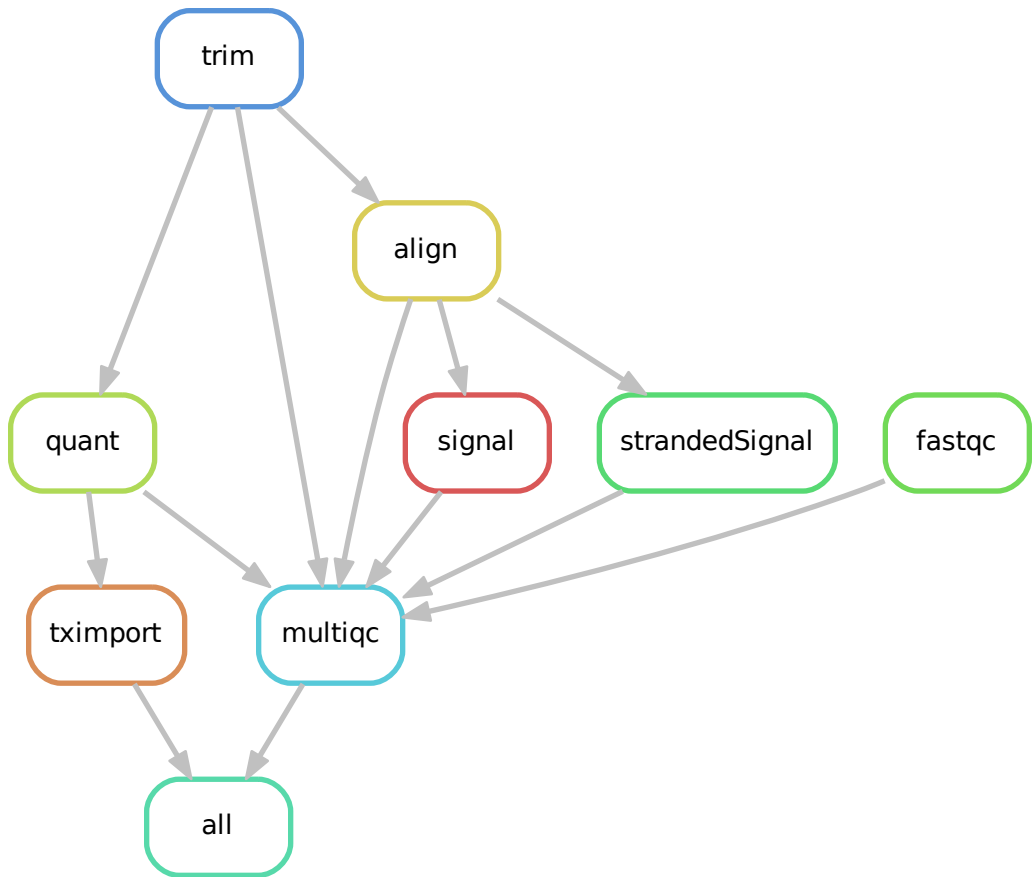 trim
align
quant
signal
strandedSignal
fastqc
tximport
multiqc
all